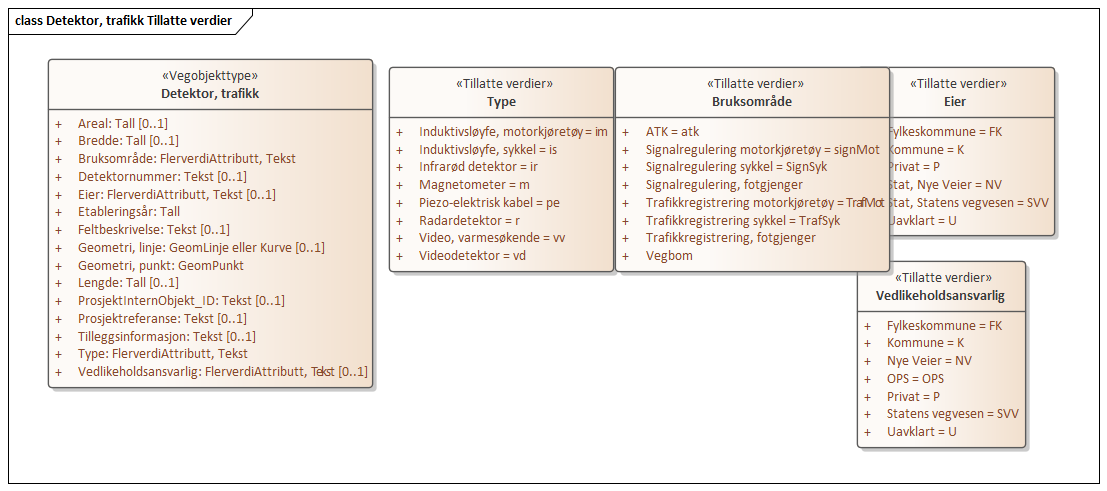 class Detektor, trafikk Tillatte verdier
«Vegobjekttype»
Detektor, trafikk
+ Areal: Tall [0..1]
+ Bredde: Tall [0..1]
+ Bruksområde: FlerverdiAttributt, Tekst
+ Detektornummer: Tekst [0..1]
+ Eier: FlerverdiAttributt, Tekst [0..1]
+ Etableringsår: Tall
+ Feltbeskrivelse: Tekst [0..1]
+ Geometri, linje: GeomLinje eller Kurve [0..1]
+ Geometri, punkt: GeomPunkt
+ Lengde: Tall [0..1]
+ ProsjektInternObjekt_ID: Tekst [0..1]
+ Prosjektreferanse: Tekst [0..1]
+ Tilleggsinformasjon: Tekst [0..1]
+ Type: FlerverdiAttributt, Tekst
+ Vedlikeholdsansvarlig: FlerverdiAttributt, Tekst [0..1]
«Tillatte verdier»
Type
+ Induktivsløyfe, motorkjøretøy = im
+ Induktivsløyfe, sykkel = is
+ Infrarød detektor = ir
+ Magnetometer = m
+ Piezo-elektrisk kabel = pe
+ Radardetektor = r
+ Video, varmesøkende = vv
+ Videodetektor = vd
«Tillatte verdier»
Bruksområde
+ ATK = atk
+ Signalregulering motorkjøretøy = signMot
+ Signalregulering sykkel = SignSyk
+ Signalregulering, fotgjenger
+ Trafikkregistrering motorkjøretøy = TrafMot
+ Trafikkregistrering sykkel = TrafSyk
+ Trafikkregistrering, fotgjenger
+ Vegbom
«Tillatte verdier»
Eier
Fylkeskommune = FK
Kommune = K
Privat = P
Stat, Nye Veier = NV
Stat, Statens vegvesen = SVV
Uavklart = U
«Tillatte verdier»
Vedlikeholdsansvarlig
+ Fylkeskommune = FK
+ Kommune = K
+ Nye Veier = NV
+ OPS = OPS
+ Privat = P
+ Statens vegvesen = SVV
+ Uavklart = U